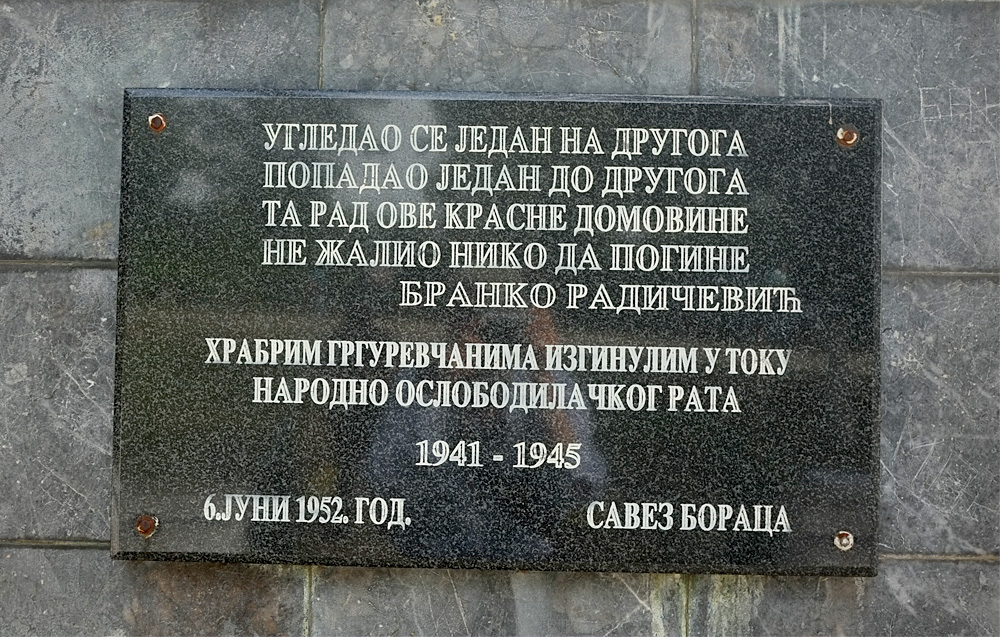 УГЛЕДАО СЕ ЈЕДАН НА ДРУГОГА
ПОПАДАО ЈЕДАН ДО ДРУГОГА
ТА РАД ОВЕ КРАСНЕ ДОМОВИНЕ
НЕ ЖАЛИО НИКО ДА ПОГИНЕ
БРАНКО РАДИЧЕВИЋ
ХРАБРИМ ГРГУРЕВЧАНИМА ИЗГИНУЛИМ У ТОКУ
НАРОДНО ОСЛОБОДИЛАЧКОГ РАТА
1941 - 1945
6.ЈУНИ 1952. ГОД. САВЕЗ БОРАЦА